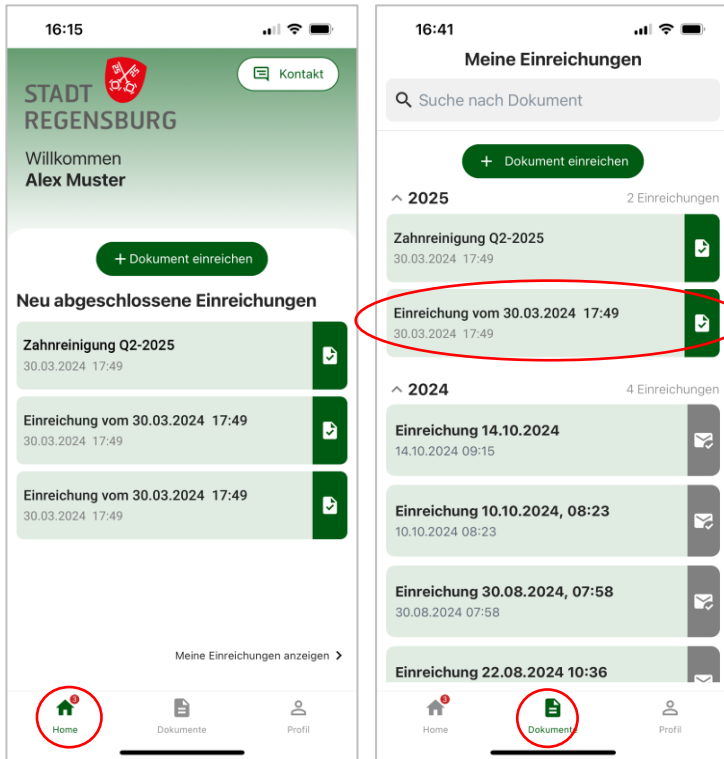 16:15
STADT
REGENSBURG
Kontakt
Willkommen
Alex Muster
+ Dokument einreichen
Neu abgeschlossene Einreichungen
Zahnreinigung Q2-2025
30.03.2024 17:49
Einreichung vom 30.03.2024 17:49
30.03.2024 17:49
Einreichung vom 30.03.2024 17:49
30.03.2024 17:49
Meine Einreichungen anzeigen
3
Home
Dokumente
Profil
16:41
Meine Einreichungen
Suche nach Dokument
+ Dokument einreichen
2025 2 Einreichungen
Zahnreinigung Q2-2025
30.03.2024 17:49
Einreichung vom 30.03.2024 17:49
30.03.2024 17:49
2024 4 Einreichungen
Einreichung 14.10.2024
14.10.2024 09:15
Einreichung 10.10.2024, 08:23
10.10.2024 08:23
Einreichung 30.08.2024, 07:58
30.08.2024 07:58
Einreichung 22.08.2024 10:36
3
Home
Dokumente
Profil